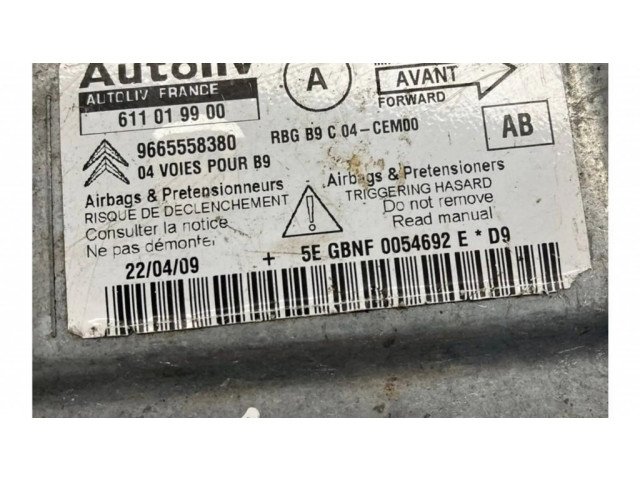 Autoliv
AUTOLIV FRANCE
611 01 99 00
A
AVANT
FORWARD
9665558380
RBG B9 C 04-CEM00
AB
04 VOIES POUR B9
Airbags & Pretensionneurs
RISQUE DE DECLENCHEMENT
Consulter la notice
Ne pas démonter
Airbags & Pretensioners
TRIGGERING HASARD
Do not remove
Read manual
22/04/09 + 5E GBNF 0054692 E * D9